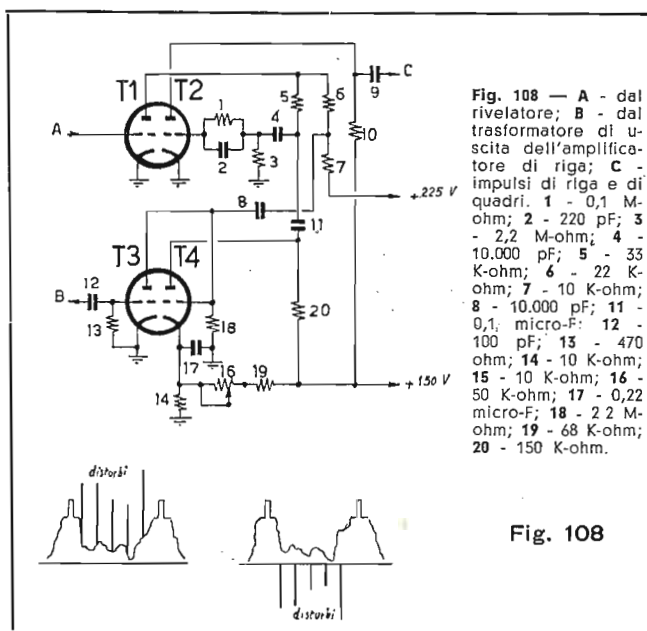 T1 T2
T3 T4
A
B
C
1
2
3
4
5
6
7
8
9
10
11
12
13
14
16
17
18
19
20
+225 V
+150 V
Fig. 108 — A - dal
rivelatore; B - dal
trasformatore di u-
scita dell'amplifica-
tore di riga; C -
impulsi di riga e di
quadri. 1 - 0,1 M-
ohm; 2 - 220 pF; 3
- 2,2 M-ohm; 4 -
10.000 pF; 5 - 33
K-ohm; 6 - 22 K-
ohm; 7 - 10 K-ohm;
8 - 10.000 pF; 11 -
0,1, micro-F: 12 -
100 pF; 13 - 470
ohm; 14 - 10 K-ohm;
15 - 10 K-ohm; 16 -
50 K-ohm; 17 - 0,22
micro-F; 18 - 2 2 M-
ohm; 19 - 68 K-ohm;
20 - 150 K-ohm.
disturbi
disturbi
Fig. 108